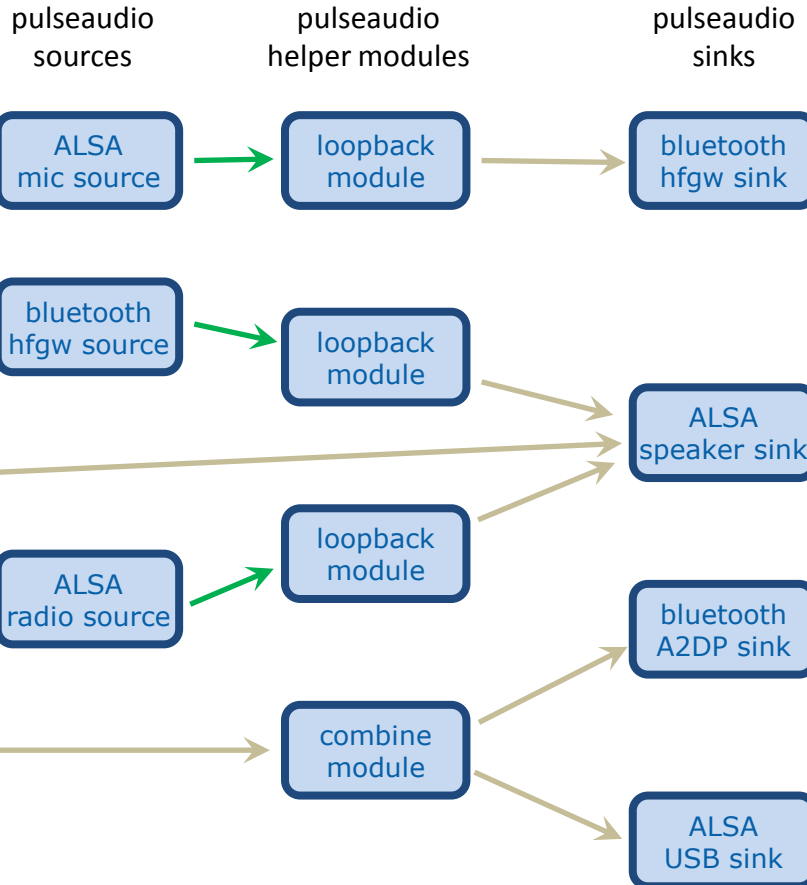 pulseaudio
sources
pulseaudio
helper modules
pulseaudio
sinks
ALSA
mic source
loopback
module
bluetooth
hfgw sink
bluetooth
hfgw source
loopback
module
ALSA
speaker sink
loopback
module
ALSA
radio source
bluetooth
A2DP sink
combine
module
ALSA
USB sink